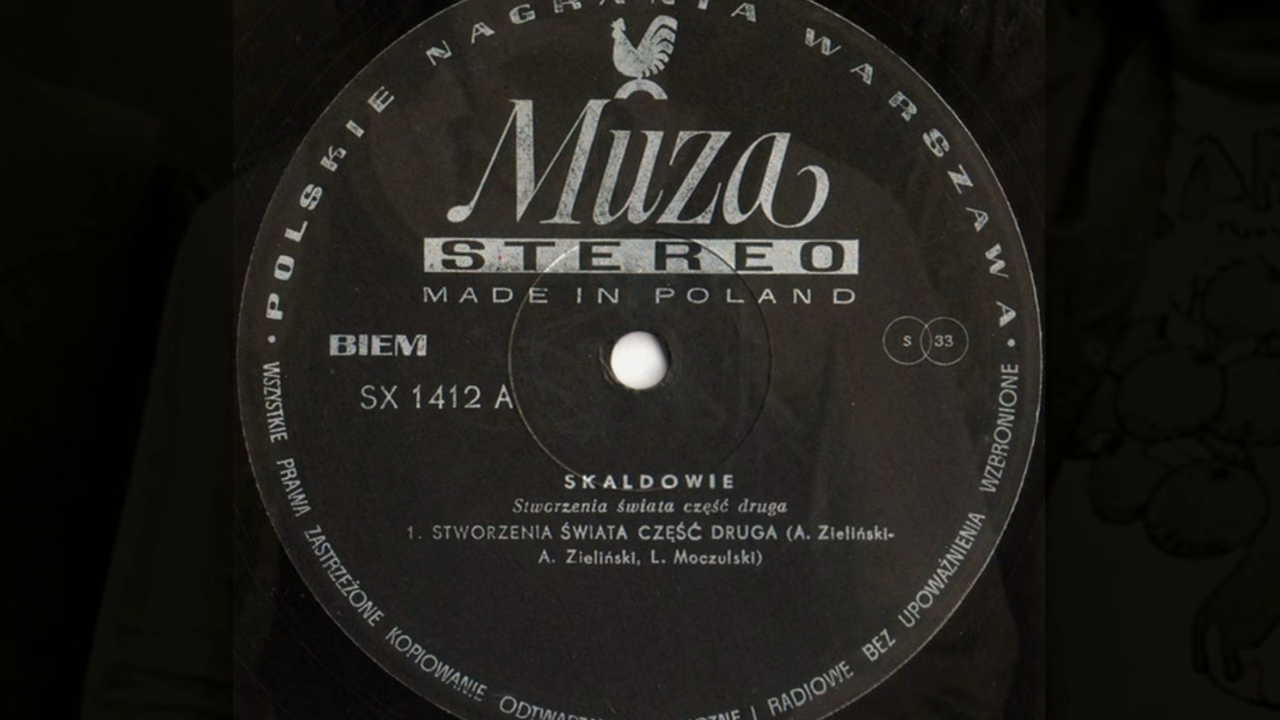 POLSKIE NAGRANIA WARSZAWA
Muza
STEREO
MADE IN POLAND
BIEM
S 33
SX 1412 A
SKALDOWIE
Stworzenia świata część druga
1. STWORZENIA ŚWIATA CZĘŚĆ DRUGA (A. Zieliński-
A. Zieliński, L. Moczulski)
WSZYSTKIE PRAWA ZASTRZEŻONE KOPIOWANIE I RADIOWE BEZ UPOWAŻNIENIA WZBRONIONE